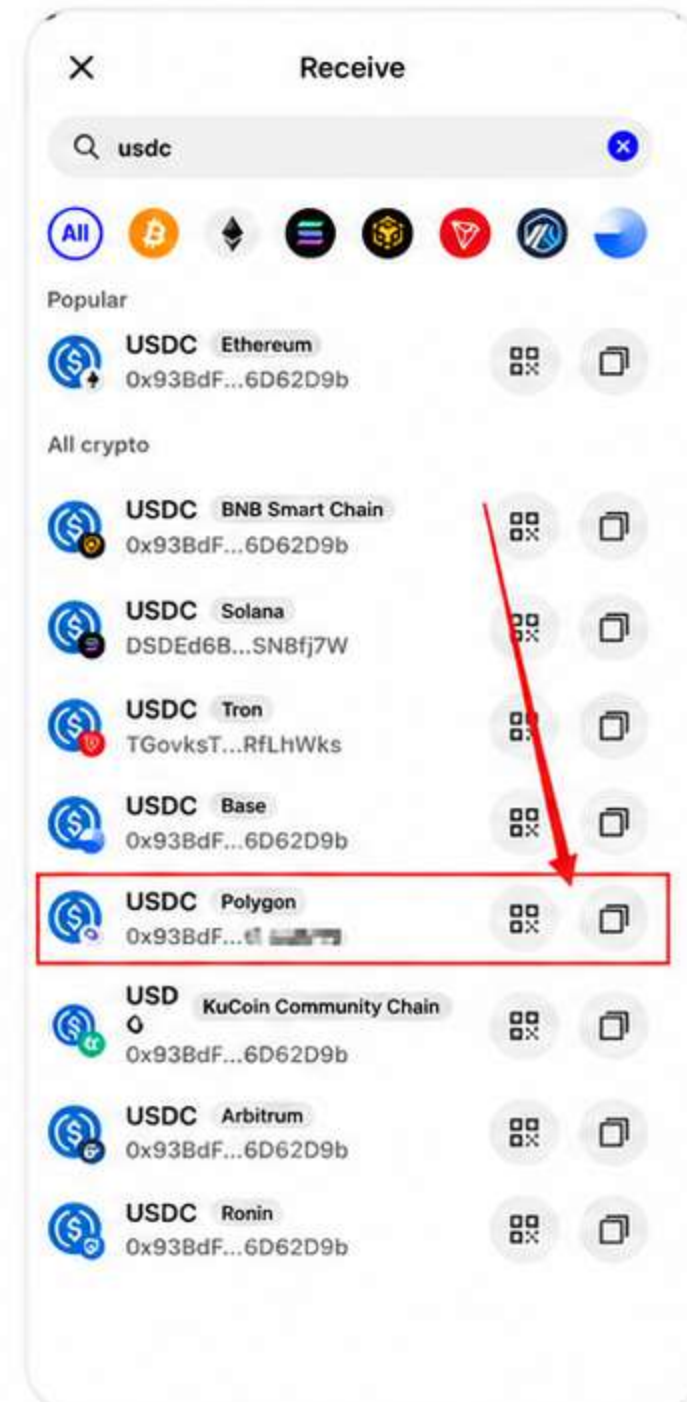 Receive
usdc
All
Popular
USDC Ethereum
0x93BdF...6D62D9b
All crypto
USDC BNB Smart Chain
0x93BdF...6D62D9b
USDC Solana
DSDEd6B...SN8fj7W
USDC Tron
TGovksT...RfLhWks
USDC Base
0x93BdF...6D62D9b
USDC Polygon
0x93BdF...
USD KuCoin Community Chain
0x93BdF...6D62D9b
USDC Arbitrum
0x93BdF...6D62D9b
USDC Ronin
0x93BdF...6D62D9b